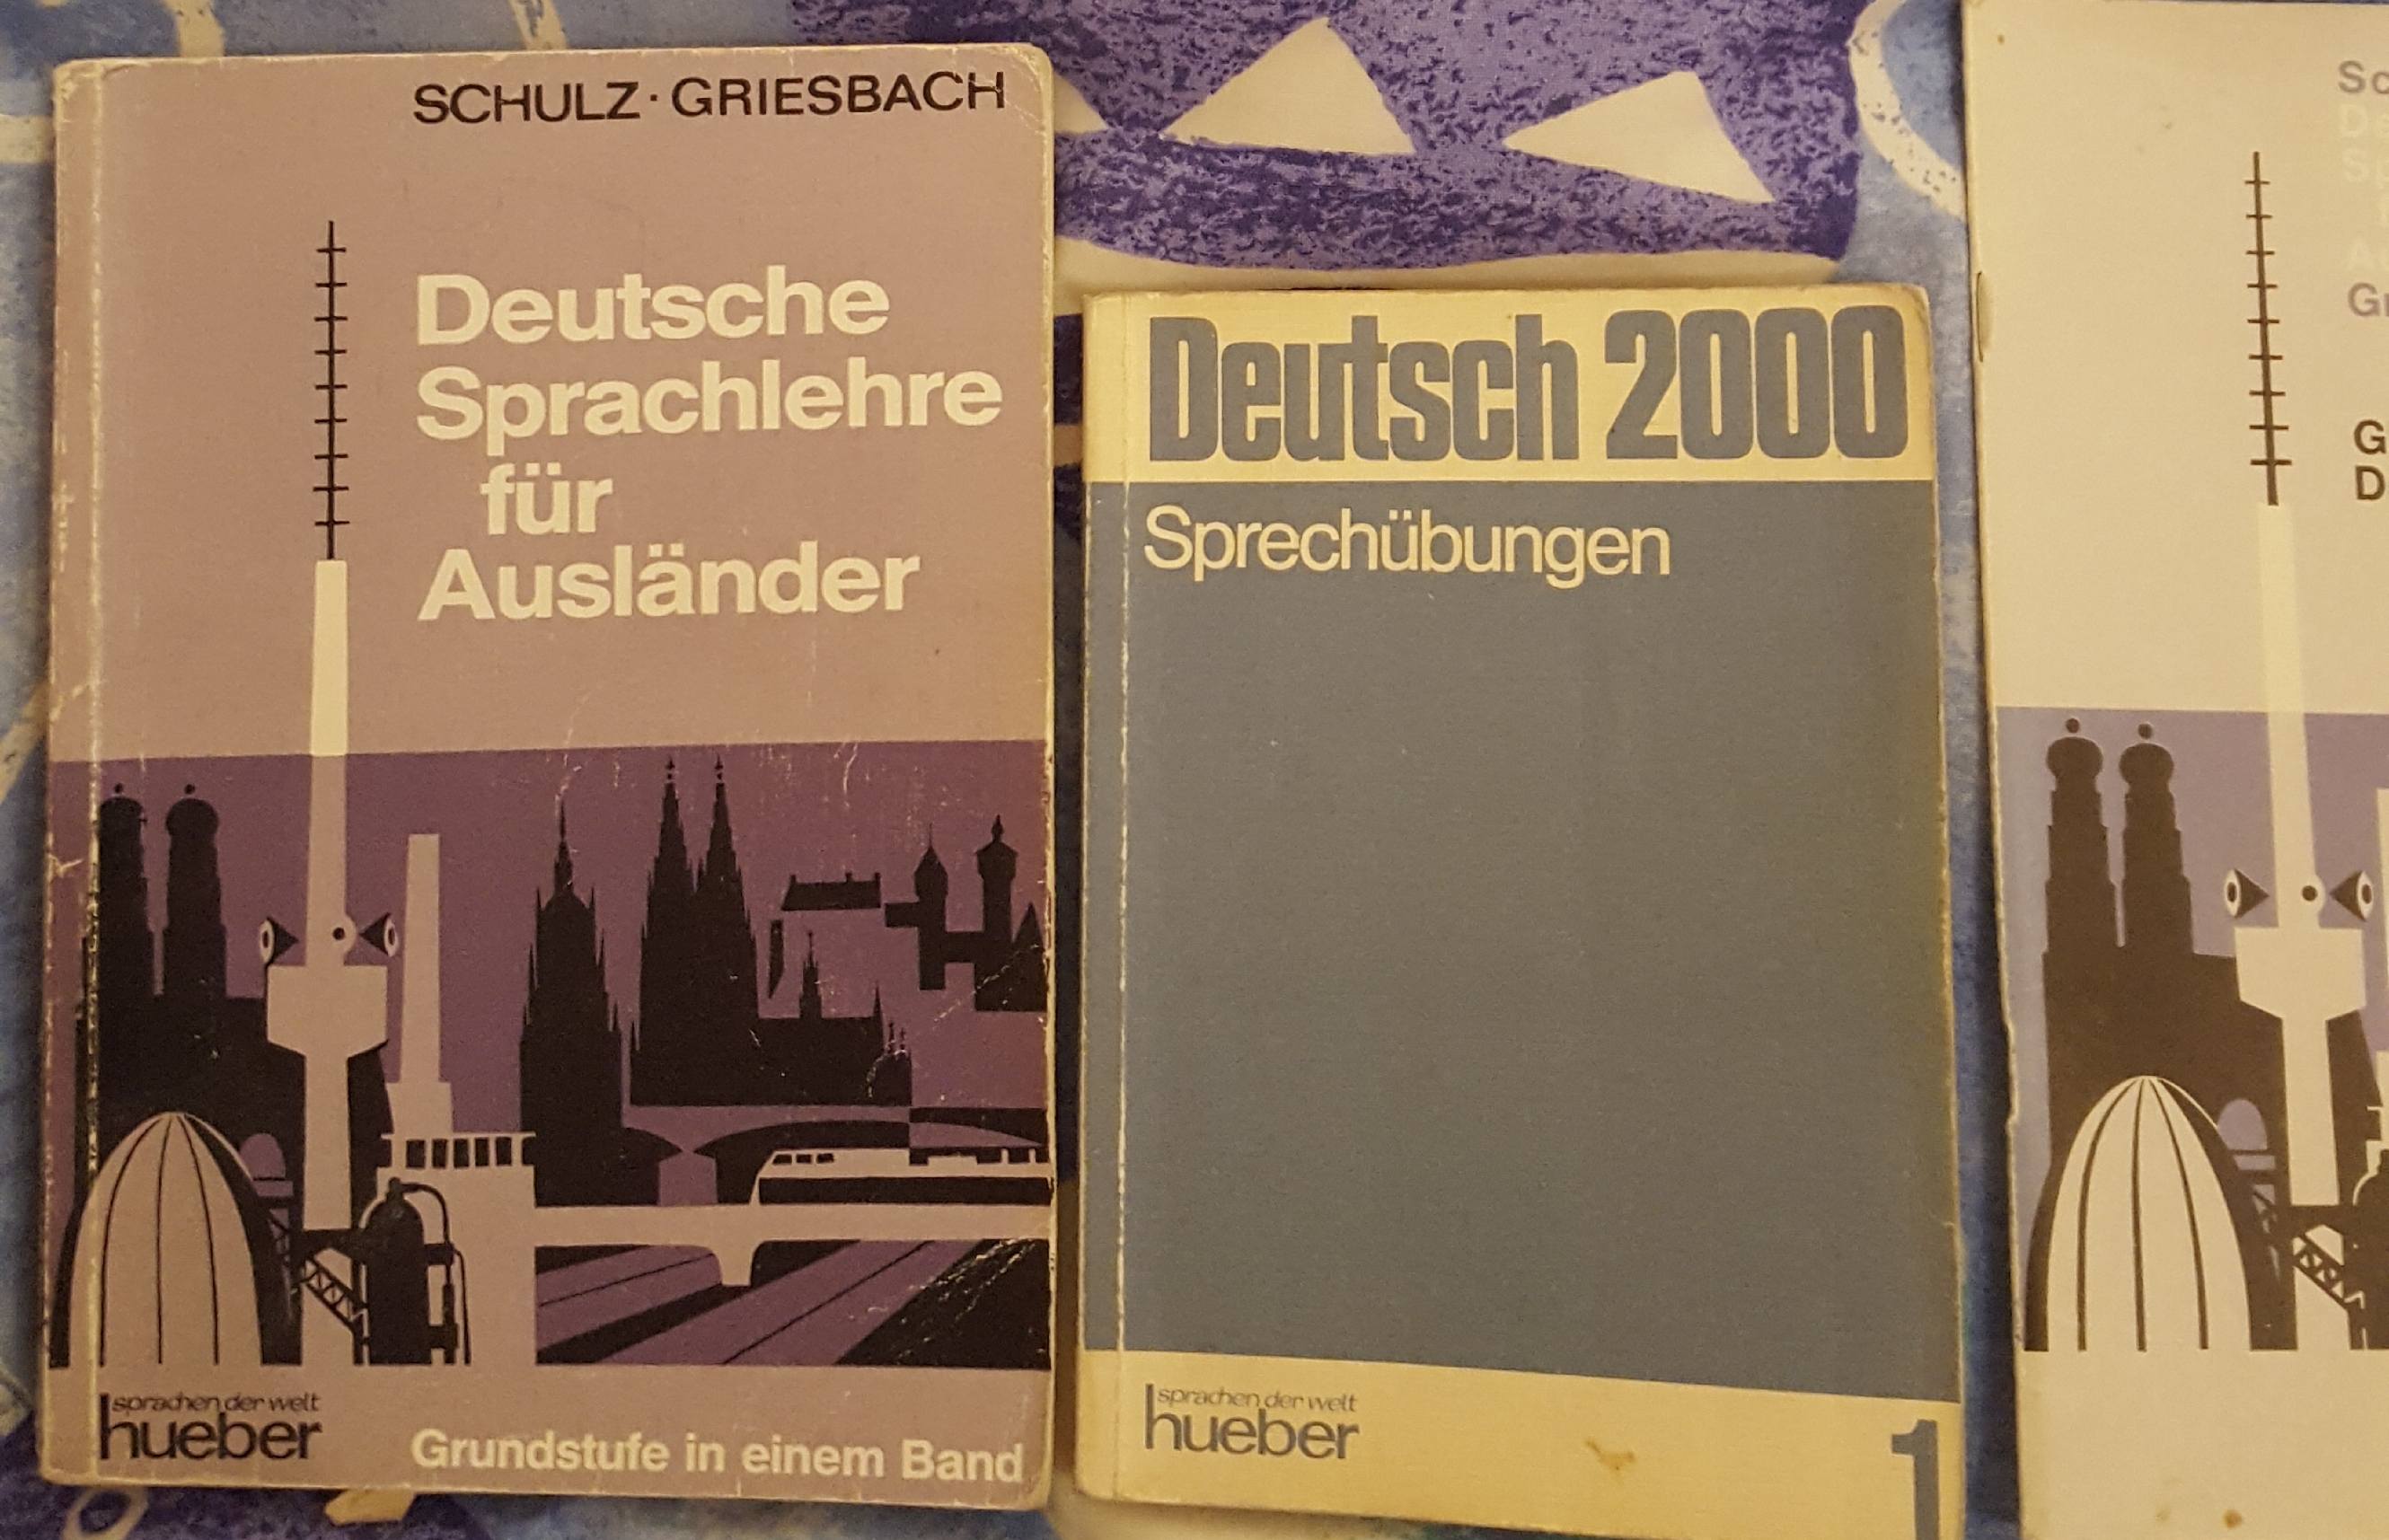 SCHULZ · GRIESBACH
Deutsche
Sprachlehre
für
Ausländer
sprachen der welt
hueber
Grundstufe in einem Band
Deutsch 2000
Sprechübungen
sprachen der welt
hueber
1